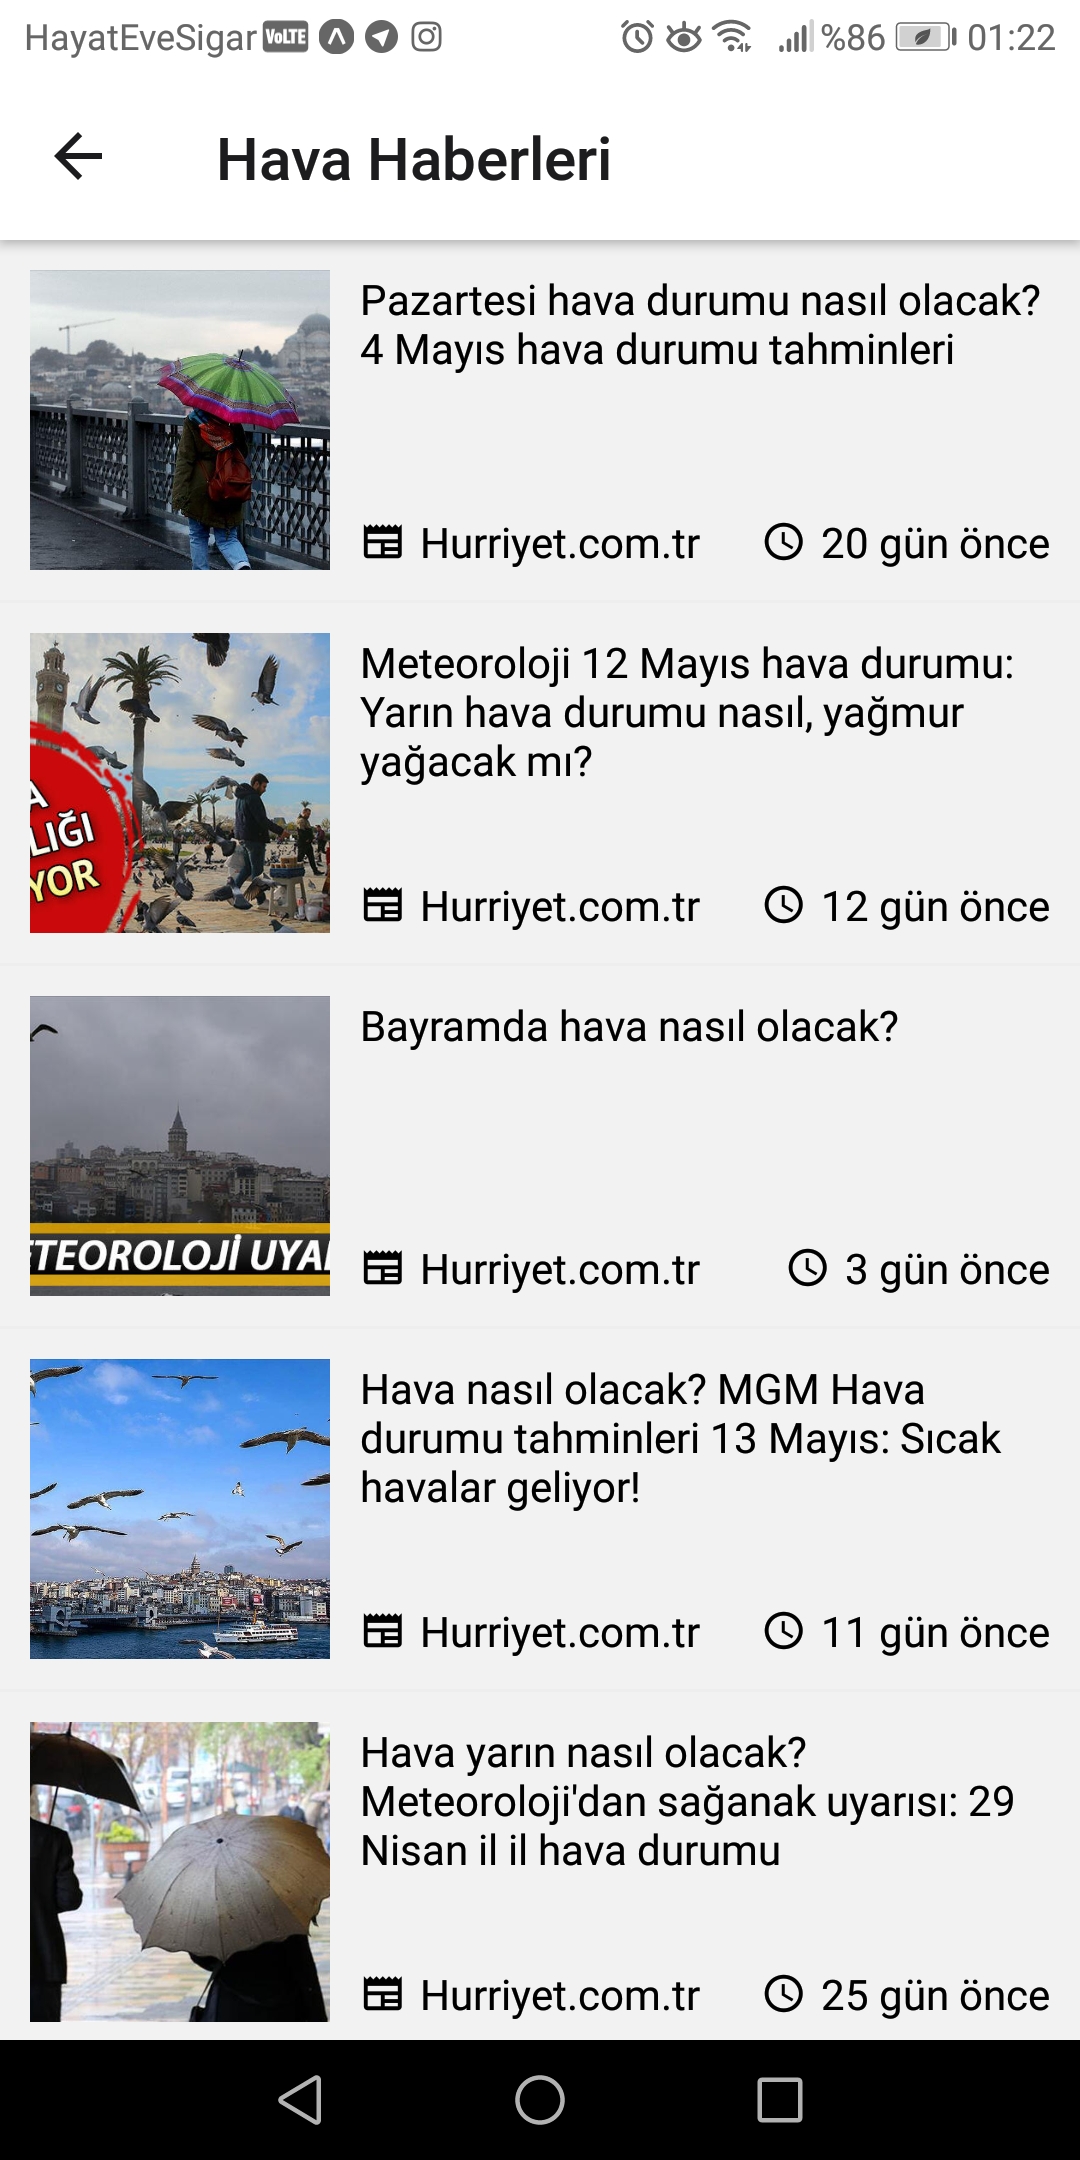 HayatEveSigar VoLTE %86 01:22
Hava Haberleri
Pazartesi hava durumu nasıl olacak?
4 Mayıs hava durumu tahminleri
Hurriyet.com.tr 20 gün önce
Meteoroloji 12 Mayıs hava durumu:
Yarın hava durumu nasıl, yağmur
yağacak mı?
A
LIĞI
YOR
Hurriyet.com.tr 12 gün önce
Bayramda hava nasıl olacak?
ETEOROLOJİ UYAI
Hurriyet.com.tr 3 gün önce
Hava nasıl olacak? MGM Hava
durumu tahminleri 13 Mayıs: Sıcak
havalar geliyor!
Hurriyet.com.tr 11 gün önce
Hava yarın nasıl olacak?
Meteoroloji'dan sağanak uyarısı: 29
Nisan il il hava durumu
Hurriyet.com.tr 25 gün önce